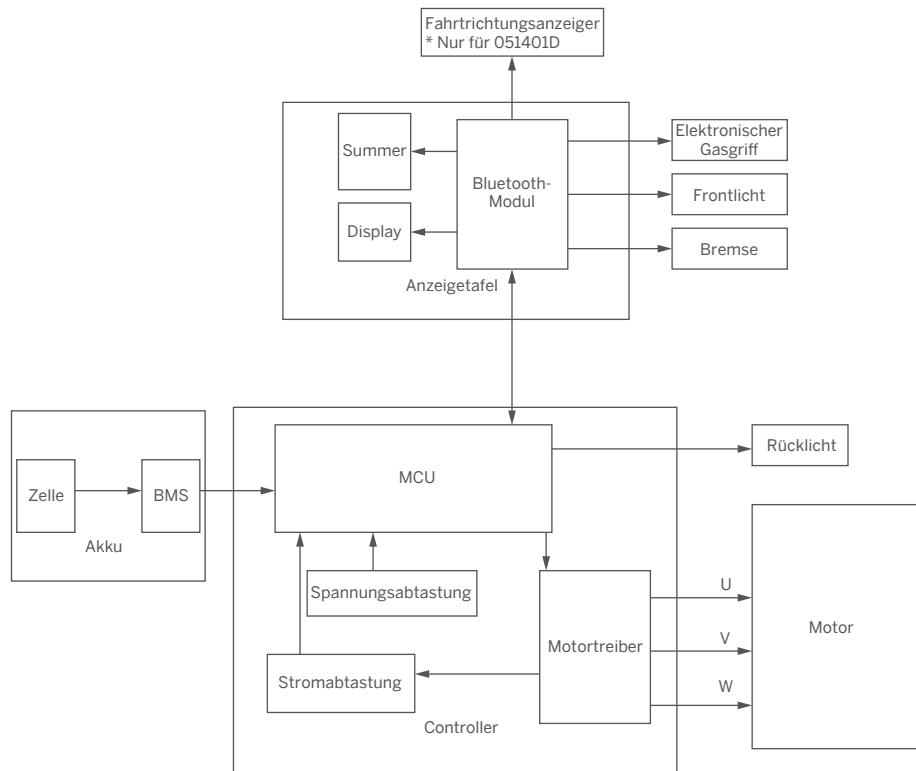 Fahrtrichtungsanzeiger
* Nur für 051401D
Summer
Display
Bluetooth-
Modul
Anzeigetafel
Elektronischer
Gasgriff
Frontlicht
Bremse
Zelle
BMS
Akku
MCU
Rücklicht
Spannungsabtastung
Stromabtastung
Motortreiber
Controller
U
V
W
Motor